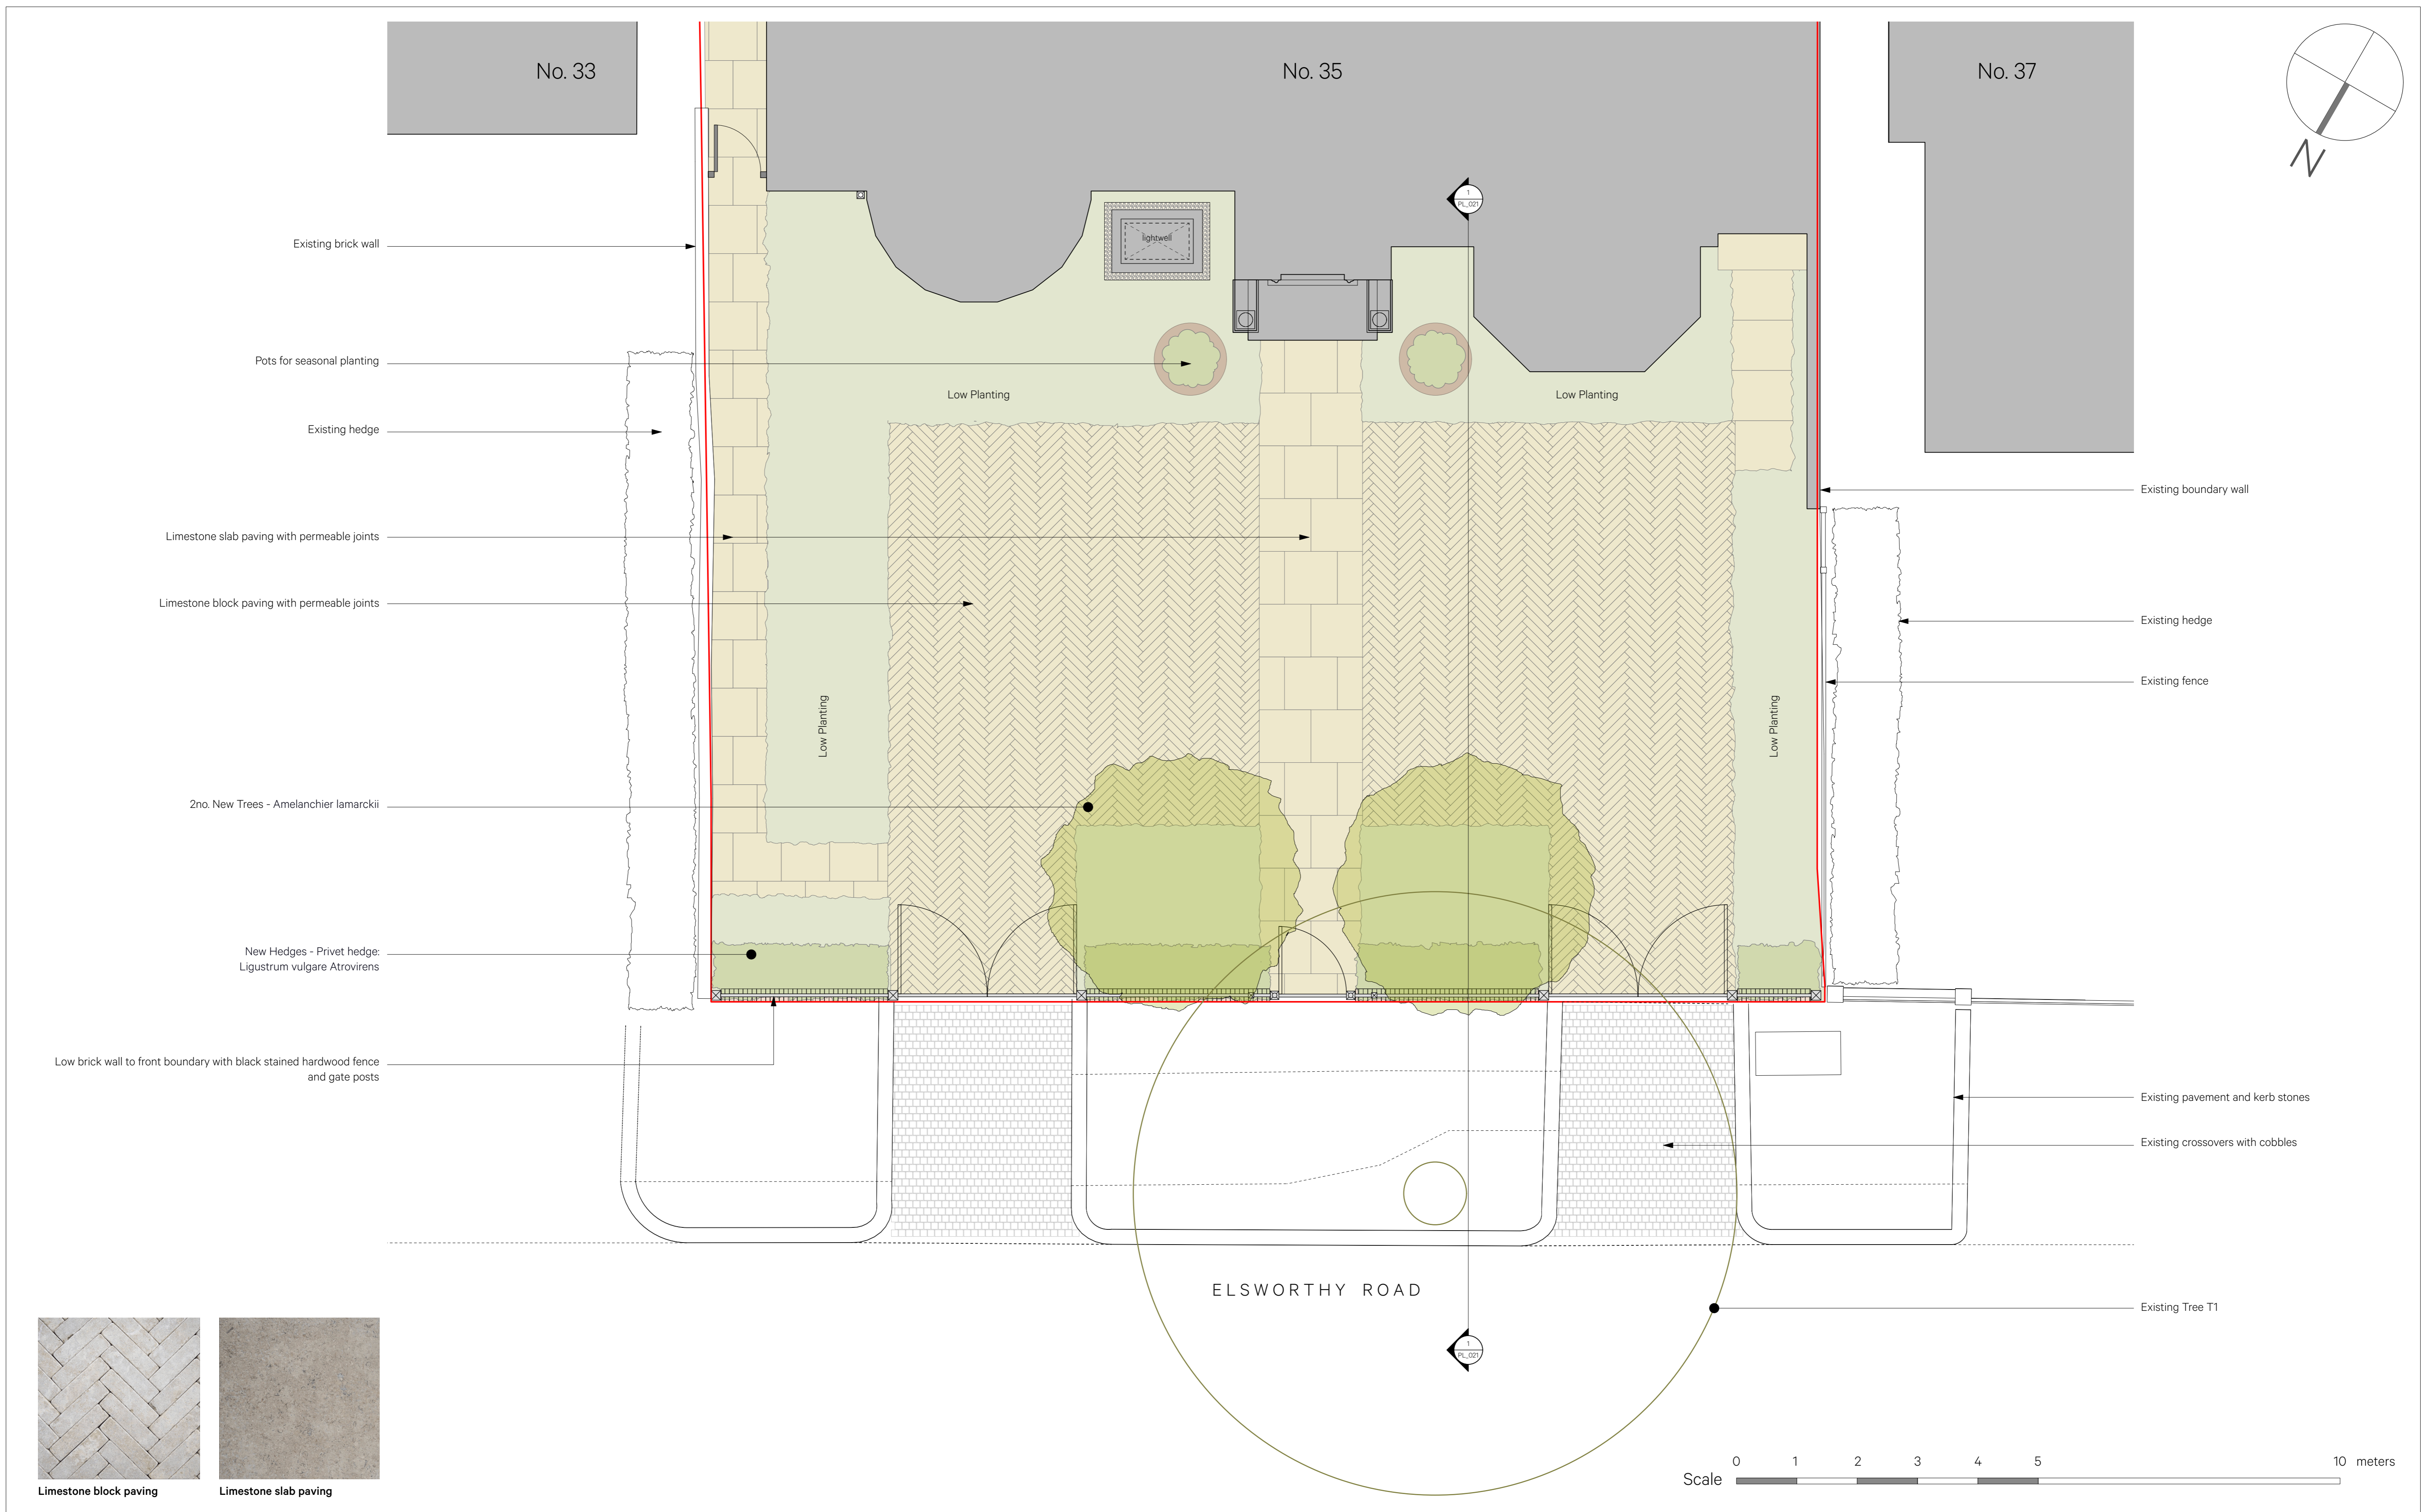 No. 33
No. 35
No. 37
N
1
PL_021
lightwell
Existing brick wall
Pots for seasonal planting
Low Planting
Low Planting
Existing hedge
Existing boundary wall
Limestone slab paving with permeable joints
Limestone block paving with permeable joints
Existing hedge
Existing fence
Low Planting
Low Planting
2no. New Trees - Amelanchier lamarckii
New Hedges - Privet hedge:
Ligustrum vulgare Atrovirens
Low brick wall to front boundary with black stained hardwood fence
and gate posts
Existing pavement and kerb stones
Existing crossovers with cobbles
ELSWORTHY ROAD
Existing Tree T1
1
PL_021
Limestone block paving
Limestone slab paving
Scale
0 1 2 3 4 5 10 meters